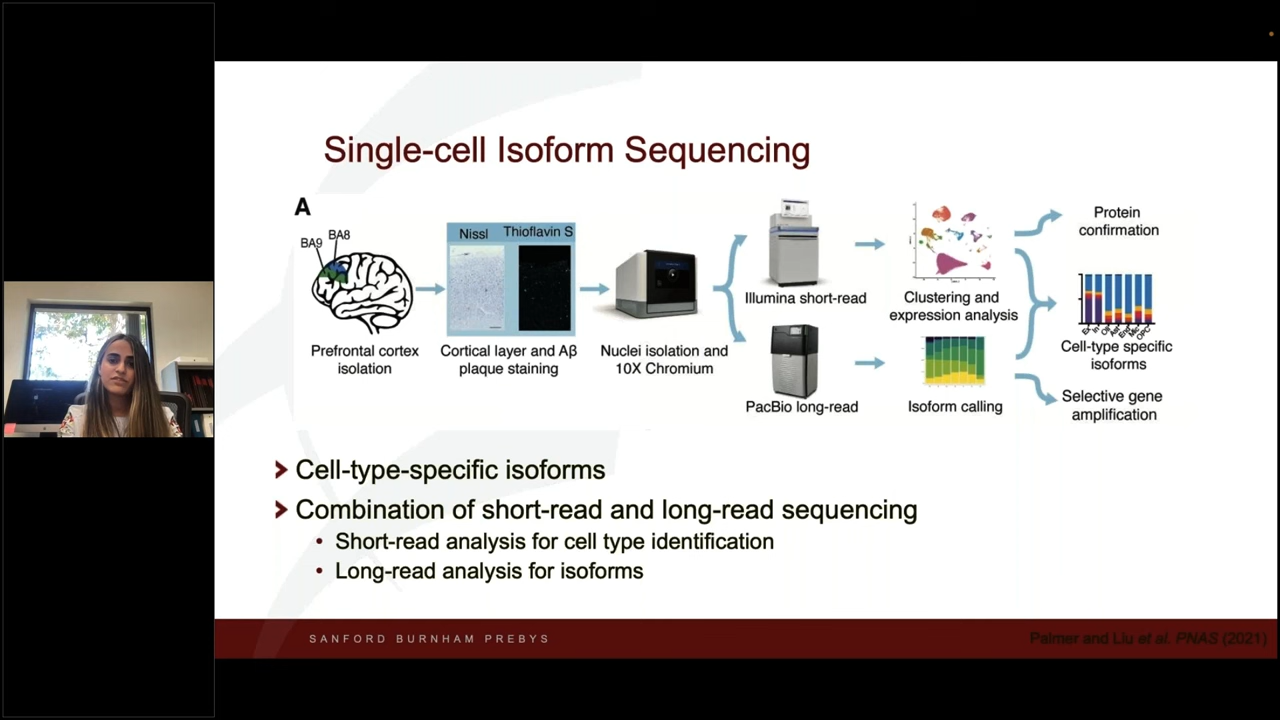 Single-cell Isoform Sequencing
A
BA9
BA8
Nissl
Thioflavin S
Prefrontal cortex
isolation
Cortical layer and Aβ
plaque staining
Nuclei isolation and
10X Chromium
Illumina short-read
PacBio long-read
Clustering and
expression analysis
Isoform calling
Protein
confirmation
Cell-type specific
isoforms
Selective gene
amplification
Cell-type-specific isoforms
Combination of short-read and long-read sequencing
• Short-read analysis for cell type identification
• Long-read analysis for isoforms
SANFORD BURNHAM PREBYS
Palmer and Liu et al. PNAS (2021)